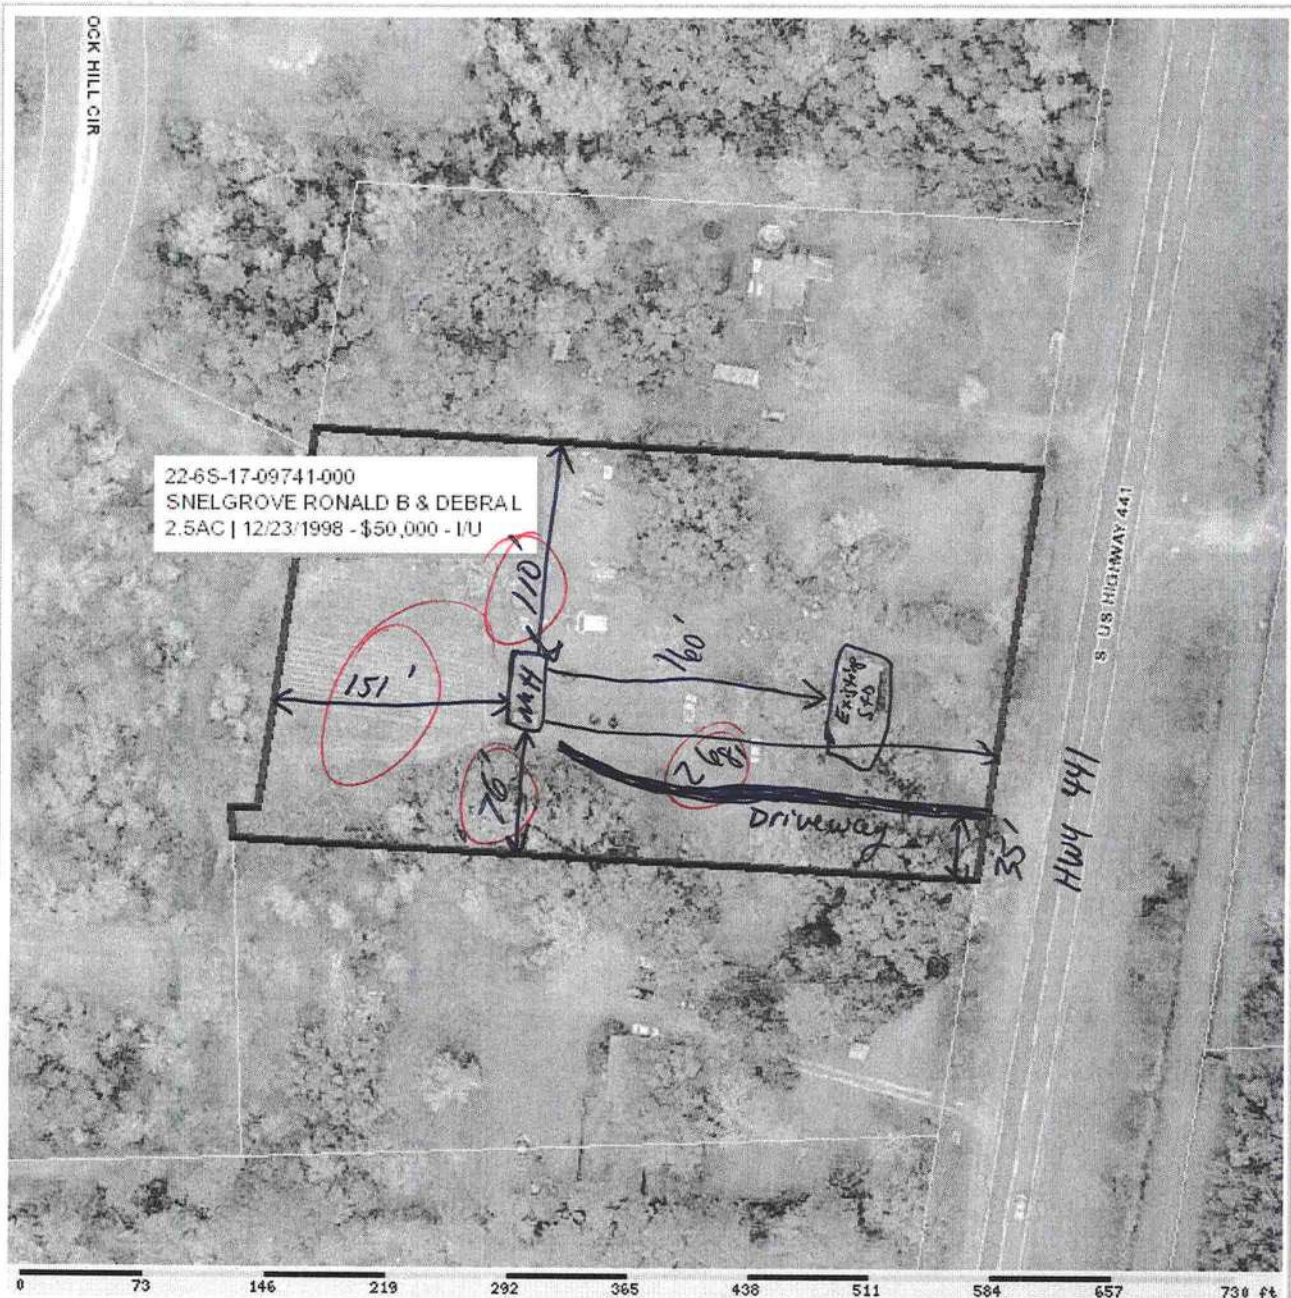 OCK HILL CIR
22-6S-17-09741-000
SNELGROVE RONALD B & DEBRA L
2.5AC | 12/23/1998 - $50,000 - I/U
110'
S US HIGHWAY 441
160'
151'
MH
Existing
268'
76'
Driveway
35'
HWY 441
0 73 146 219 292 365 438 511 584 657 730 ft